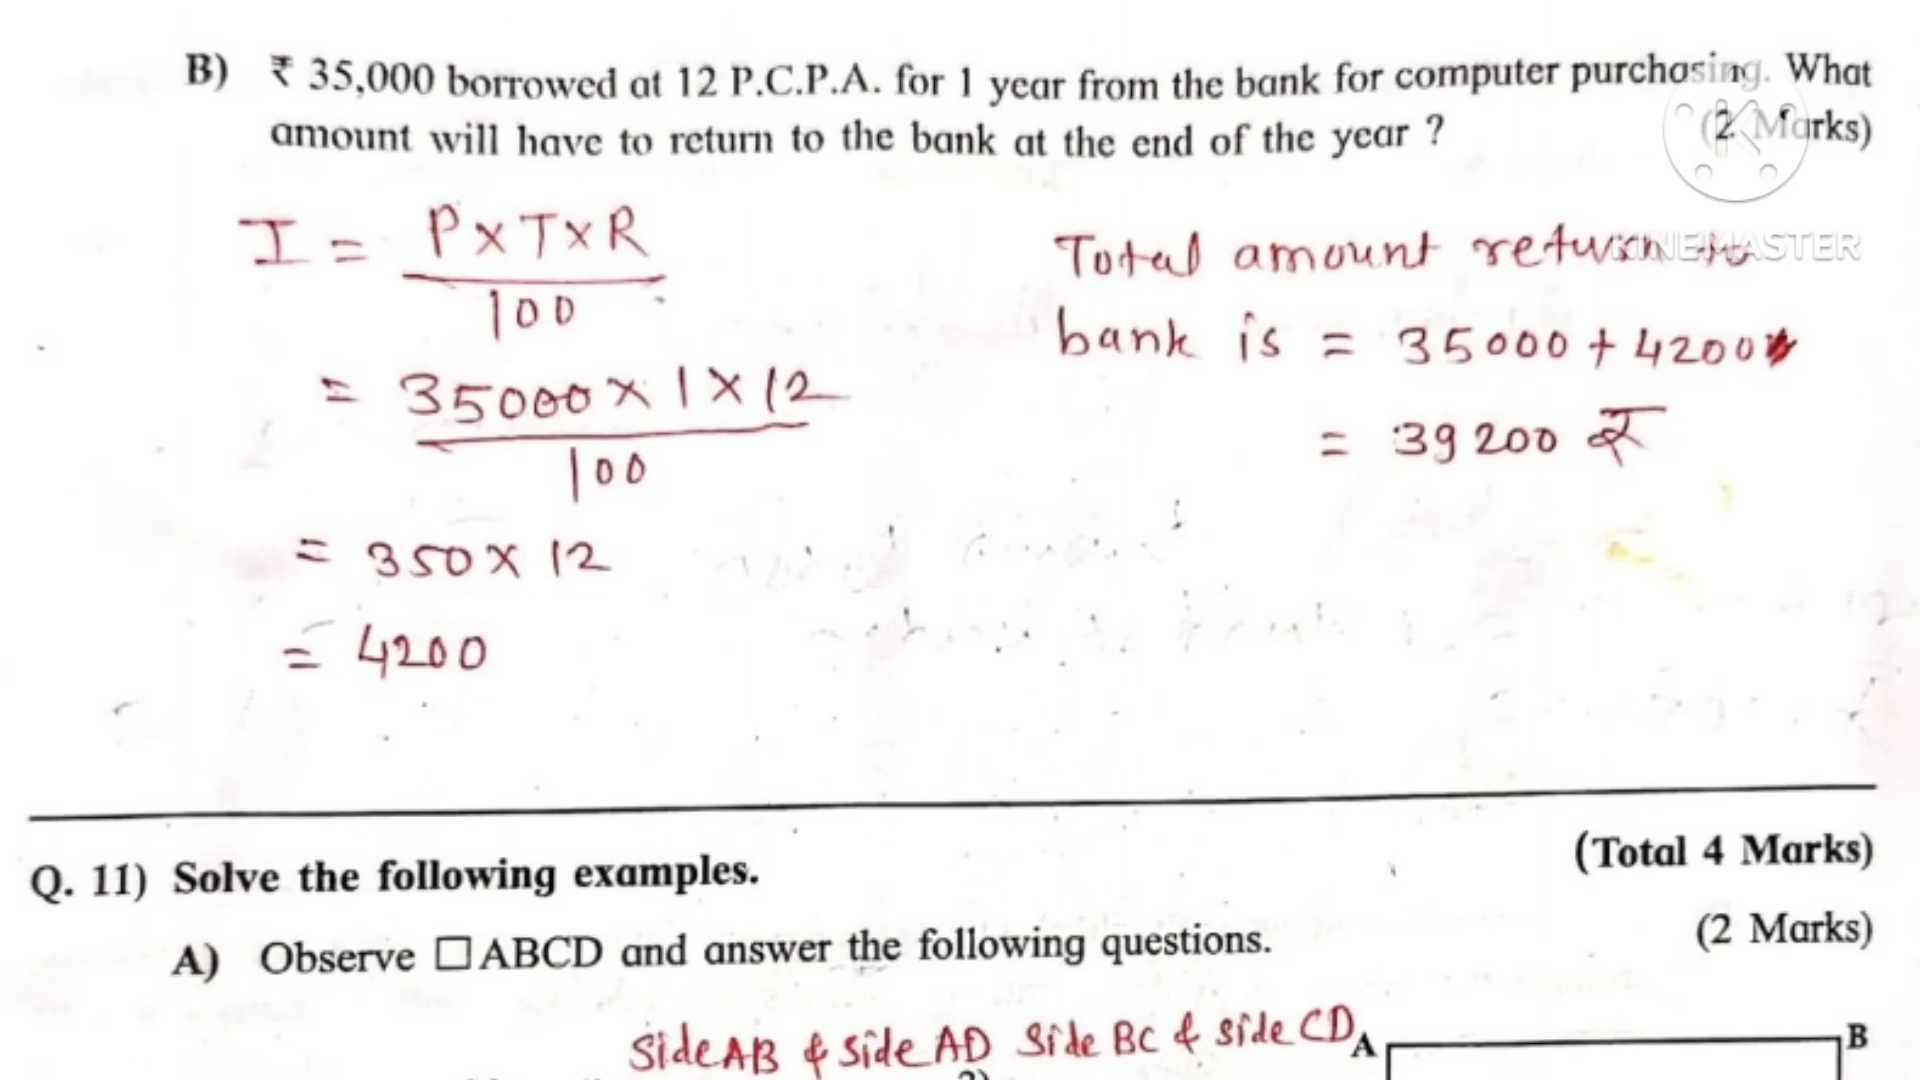 B) ₹ 35,000 borrowed at 12 P.C.P.A. for 1 year from the bank for computer purchasing. What
amount will have to return to the bank at the end of the year ? (2 Marks)
I = P×T×R
100
= 35000 × 1 × 12
100
= 350 × 12
= 4200
Total amount return to
bank is = 35000 + 4200
= 39200 ₹
KINEMASTER
Q. 11) Solve the following examples. (Total 4 Marks)
A) Observe □ABCD and answer the following questions. (2 Marks)
Side AB & side AD Side BC & side CD
A B